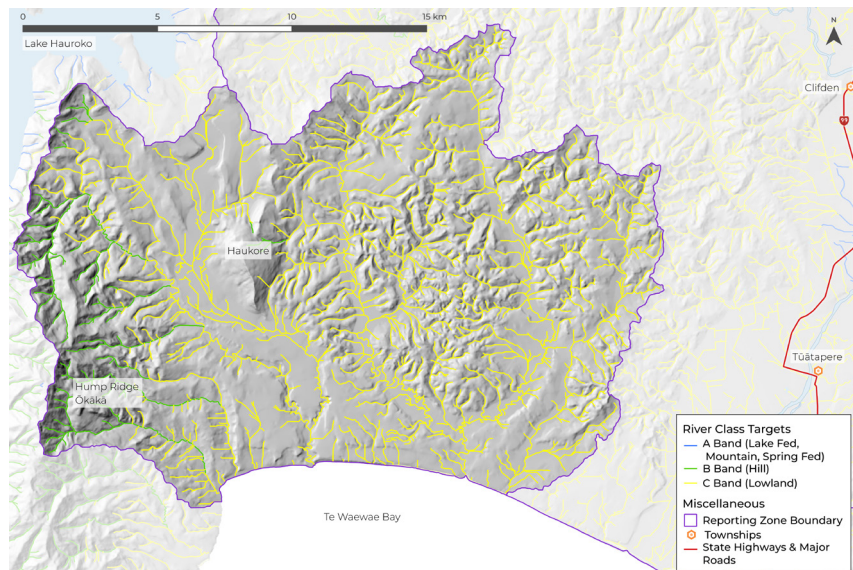 0 5 10 15 km
Lake Hauroko
N
Clifden
99
Haukore
Tūātapere
Hump Ridge
Ōkākā
Te Waewae Bay
River Class Targets
A Band (Lake Fed,
Mountain, Spring Fed)
B Band (Hill)
C Band (Lowland)
Miscellaneous
Reporting Zone Boundary
Townships
State Highways & Major
Roads